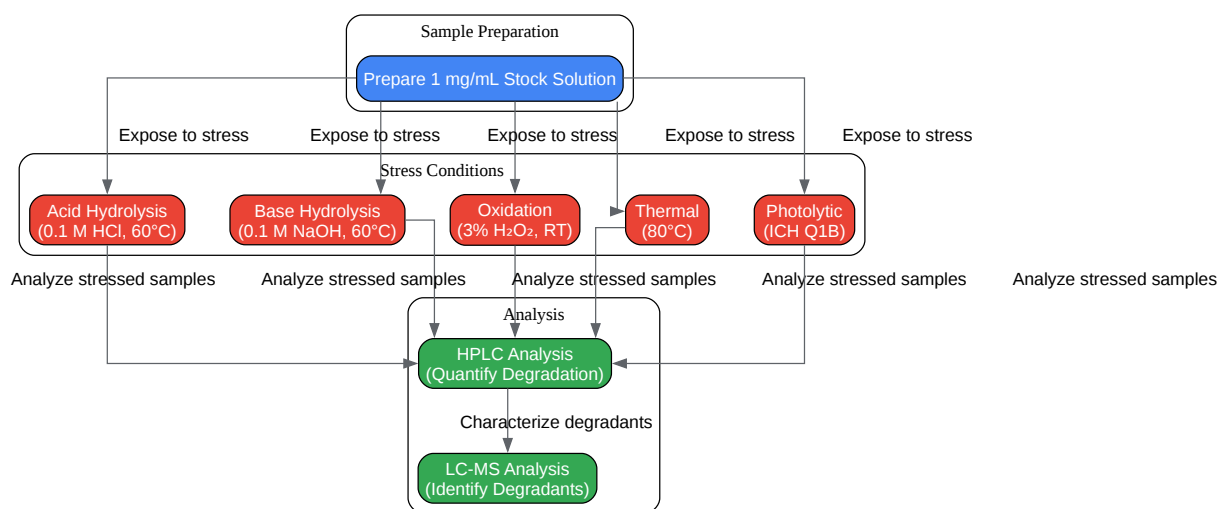 Sample Preparation
Prepare 1 mg/mL Stock Solution
Expose to stress
Expose to stress
Expose to stress
Expose to stress
Expose to stress
Stress Conditions
Acid Hydrolysis
(0.1 M HCl, 60°C)
Base Hydrolysis
(0.1 M NaOH, 60°C)
Oxidation
(3% H₂O₂, RT)
Thermal
(80°C)
Photolytic
(ICH Q1B)
Analyze stressed samples
Analyze stressed samples
Analyze stressed samples
Analyze stressed samples
Analyze stressed samples
Analysis
HPLC Analysis
(Quantify Degradation)
Characterize degradants
LC-MS Analysis
(Identify Degradants)